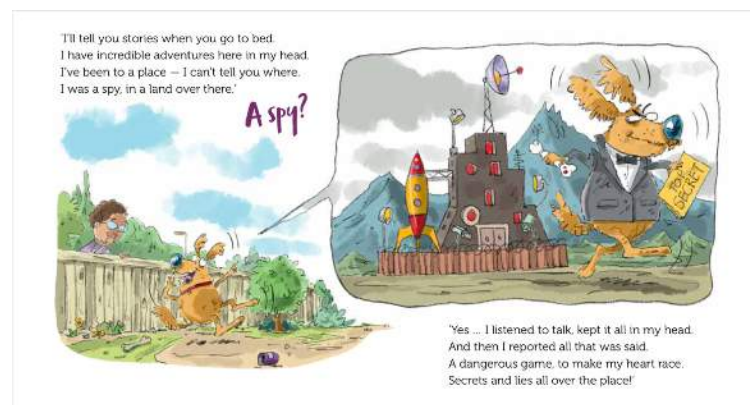 'I'll tell you stories when you go to bed.
I have incredible adventures here in my head.
I've been to a place — I can't tell you where.
I was a spy, in a land over there.'
A spy?
TOP SECRET
'Yes ... I listened to talk, kept it all in my head.
And then I reported all that was said.
A dangerous game, to make my heart race.
Secrets and lies all over the place!'